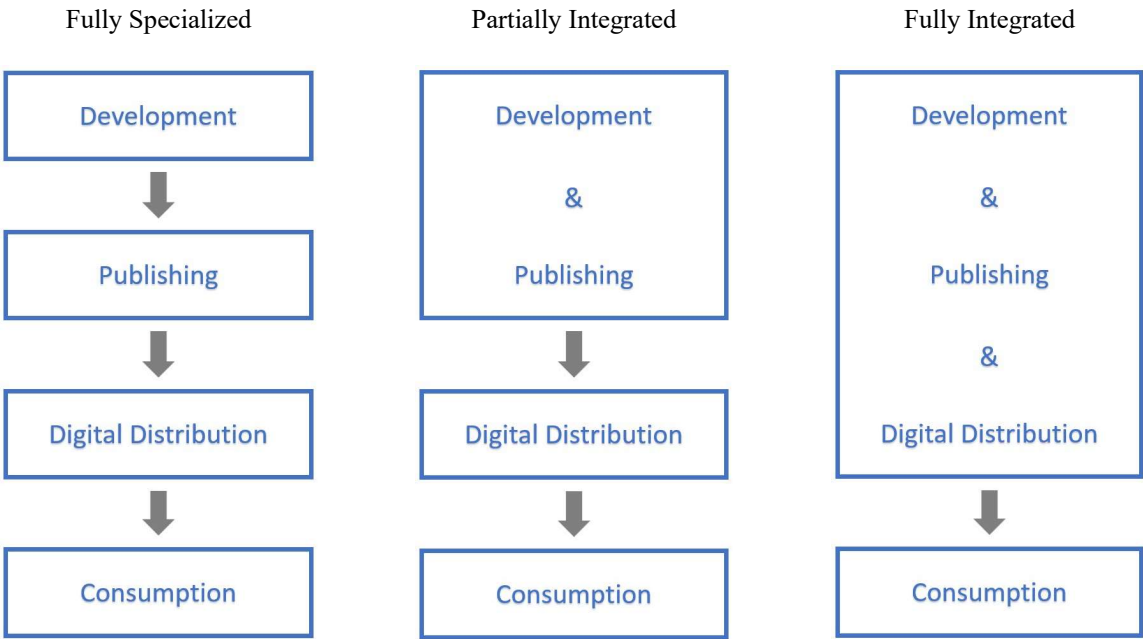 Fully Specialized
Development
Publishing
Digital Distribution
Consumption
Partially Integrated
Development
&
Publishing
Digital Distribution
Consumption
Fully Integrated
Development
&
Publishing
&
Digital Distribution
Consumption